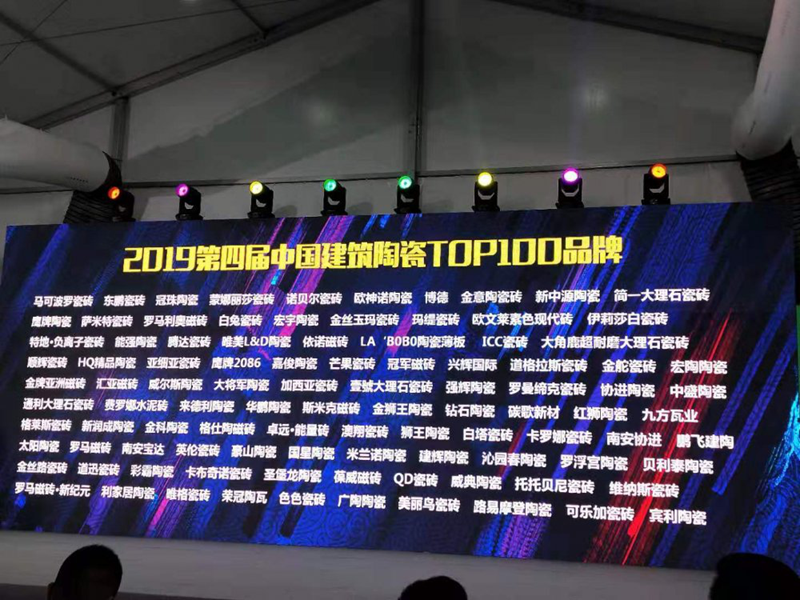 2019第四届中国建筑陶瓷TOP100品牌
马可波罗瓷砖 东鹏瓷砖 冠珠陶瓷 蒙娜丽莎瓷砖 诺贝尔瓷砖 欧神诺陶瓷 博德 金意陶瓷砖 新中源陶瓷 简一大理石瓷砖
鹰牌陶瓷 萨米特瓷砖 罗马利奥磁砖 白兔瓷砖 宏宇陶瓷 金丝玉玛瓷砖 玛缇瓷砖 欧文莱素色现代砖 伊莉莎白瓷砖
特地·负离子瓷砖 能强陶瓷 腾达瓷砖 唯美L&D陶瓷 依诺磁砖 LA 'BOBO陶瓷薄板 ICC瓷砖 大角鹿超耐磨大理石瓷砖
顺辉瓷砖 HQ精品陶瓷 亚细亚瓷砖 鹰牌2086 嘉俊陶瓷 芒果瓷砖 冠军磁砖 兴辉国际 道格拉斯瓷砖 金舵瓷砖 宏陶陶瓷
金牌亚洲磁砖 汇亚磁砖 威尔斯陶瓷 大将军陶瓷 加西亚瓷砖 壹號大理石瓷砖 强辉陶瓷 罗曼缔克瓷砖 协进陶瓷 中盛陶瓷
通利大理石瓷砖 费罗娜水泥砖 来德利陶瓷 华鹏陶瓷 斯米克磁砖 金狮王陶瓷 钻石陶瓷 碳歌新材 红狮陶瓷 九方瓦业
格莱斯瓷砖 新润成陶瓷 金科陶瓷 格仕陶磁砖 卓远·能量砖 澳翔瓷砖 狮王陶瓷 白塔瓷砖 卡罗娜瓷砖 南安协进 鹏飞建陶
太阳陶瓷 罗马磁砖 南安宝达 英伦瓷砖 豪山陶瓷 国星陶瓷 米兰诺陶瓷 建辉陶瓷 沁园春陶瓷 罗浮宫陶瓷 贝利泰陶瓷
金丝路瓷砖 道迅瓷砖 彩霸陶瓷 卡布奇诺瓷砖 圣堡龙陶瓷 葆威磁砖 QD瓷砖 威典陶瓷 托托贝尼瓷砖 维纳斯瓷砖
罗马磁砖·新纪元 利家居陶瓷 唯格瓷砖 荣冠陶瓦 色色瓷砖 广陶陶瓷 美丽鸟瓷砖 路易摩登陶瓷 可乐加瓷砖 宾利陶瓷